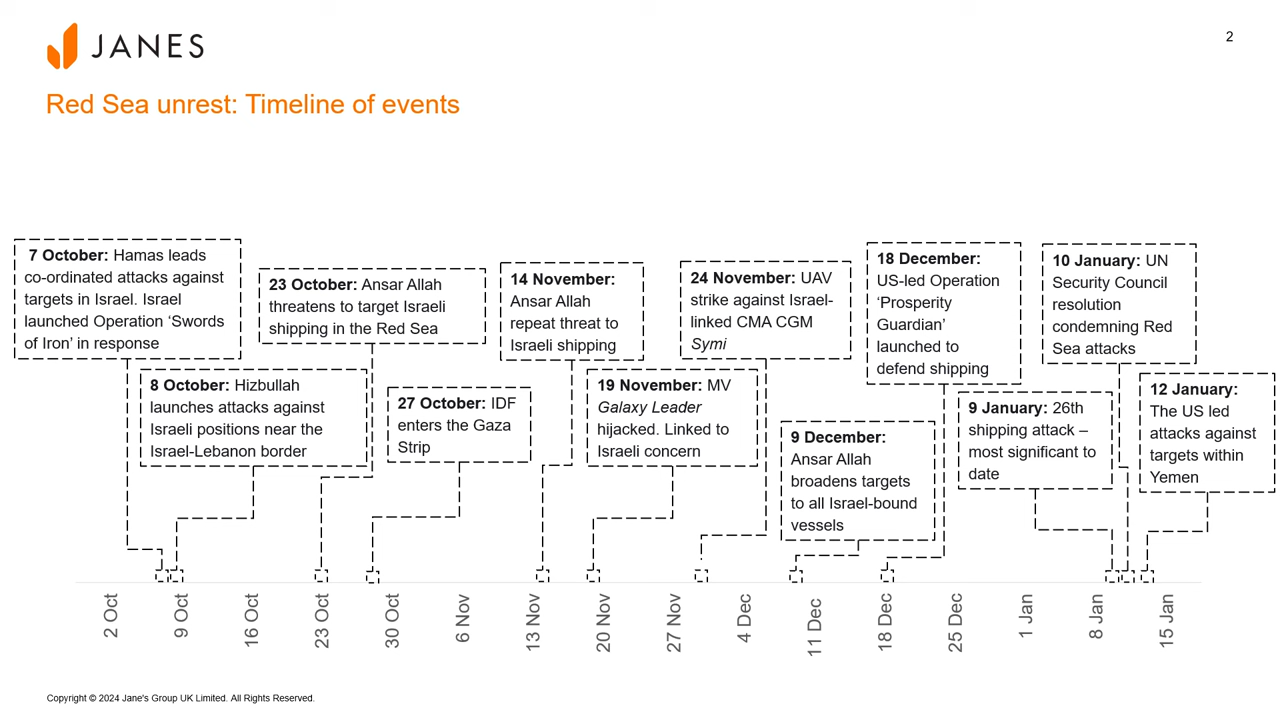 JANES
2
Red Sea unrest: Timeline of events
7 October: Hamas leads
co-ordinated attacks against
targets in Israel. Israel
launched Operation ‘Swords
of Iron’ in response
8 October: Hizbullah
launches attacks against
Israeli positions near the
Israel-Lebanon border
23 October: Ansar Allah
threatens to target Israeli
shipping in the Red Sea
27 October: IDF
enters the Gaza
Strip
14 November:
Ansar Allah
repeat threat to
Israeli shipping
19 November: MV
Galaxy Leader
hijacked. Linked to
Israeli concern
24 November: UAV
strike against Israel-
linked CMA CGM
Symi
9 December:
Ansar Allah
broadens targets
to all Israel-bound
vessels
18 December:
US-led Operation
‘Prosperity
Guardian’
launched to
defend shipping
9 January: 26th
shipping attack –
most significant to
date
10 January: UN
Security Council
resolution
condemning Red
Sea attacks
12 January:
The US led
attacks against
targets within
Yemen
2 Oct
9 Oct
16 Oct
23 Oct
30 Oct
6 Nov
13 Nov
20 Nov
27 Nov
4 Dec
11 Dec
18 Dec
25 Dec
1 Jan
8 Jan
15 Jan
Copyright © 2024 Jane's Group UK Limited. All Rights Reserved.